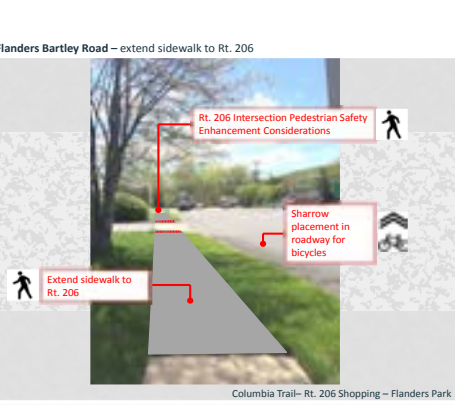 Flanders Bartley Road – extend sidewalk to Rt. 206
Rt. 206 Intersection Pedestrian Safety
Enhancement Considerations
Sharrow
placement in
roadway for
bicycles
Extend sidewalk to
Rt. 206
Columbia Trail– Rt. 206 Shopping – Flanders Park